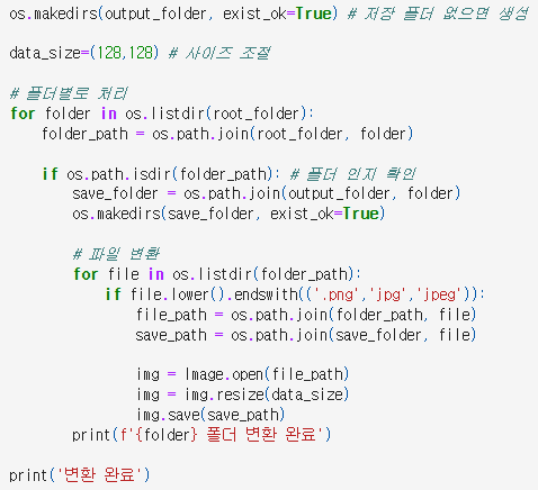 os.makedirs(output_folder, exist_ok=True) # 저장 폴더 없으면 생성
data_size=(128,128) # 사이즈 조절
# 폴더별로 처리
for folder in os.listdir(root_folder):
    folder_path = os.path.join(root_folder, folder)
    if os.path.isdir(folder_path): # 폴더 인지 확인
        save_folder = os.path.join(output_folder, folder)
        os.makedirs(save_folder, exist_ok=True)
        # 파일 변환
        for file in os.listdir(folder_path):
            if file.lower().endswith(('.png','jpg','jpeg')):
                file_path = os.path.join(folder_path, file)
                save_path = os.path.join(save_folder, file)
                img = Image.open(file_path)
                img = img.resize(data_size)
                img.save(save_path)
        print(f'{folder} 폴더 변환 완료')
print('변환 완료')